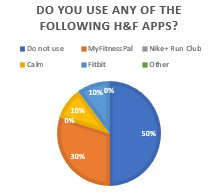 DO YOU USE ANY OF THE
FOLLOWING H&F APPS?
Do not use MyFitnessPal Nike+ Run Club
Calm Fitbit Other
10% 0%
10%
0%
50%
30%